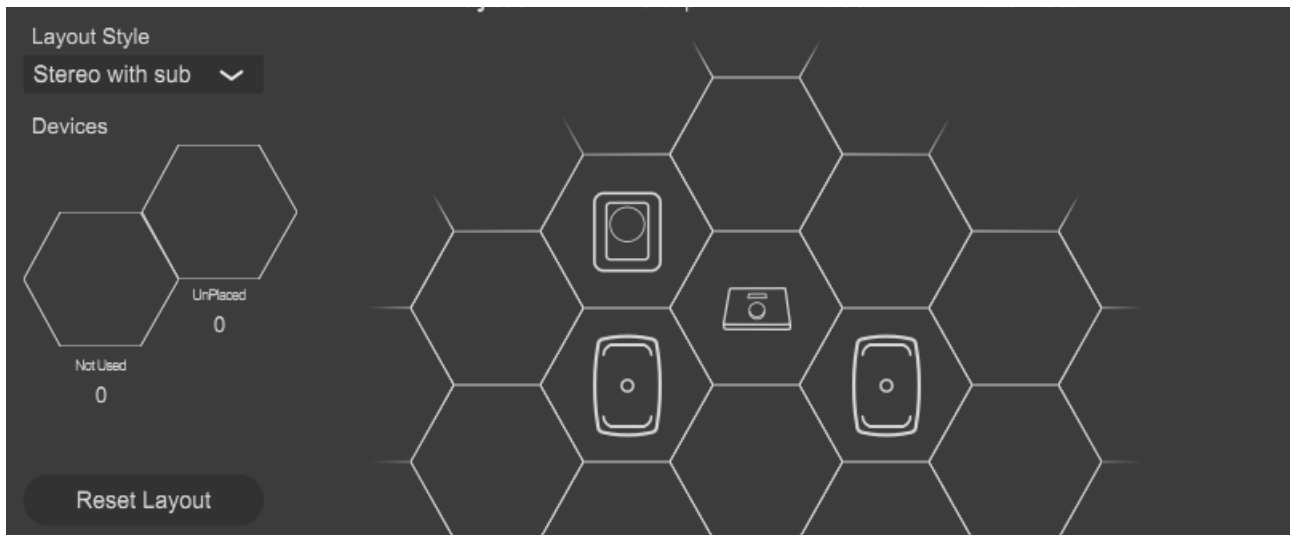 Layout Style
Stereo with sub
Devices
UnPlaced
0
Not Used
0
Reset Layout